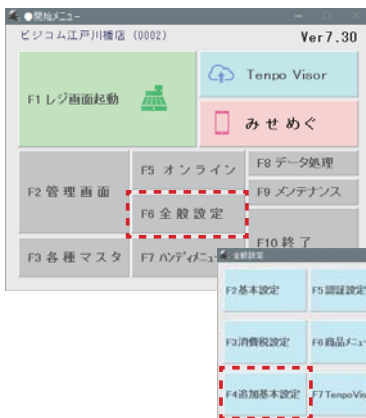 ●開始メニュー
ビジコム江戸川橋店 (0002)
Ver7.30
F1 レジ画面起動
Tenpo Visor
みせめぐ
F2 管理画面
F5 オンライン
F8 データ処理
F6 全般設定
F9 メンテナンス
F3 各種マスタ
F7 ハンディメニュー
F10 終了
全般設定
F2基本設定
F5認証設定
F3消費税設定
F6商品メニュー
F4追加基本設定
F7TenpoVis